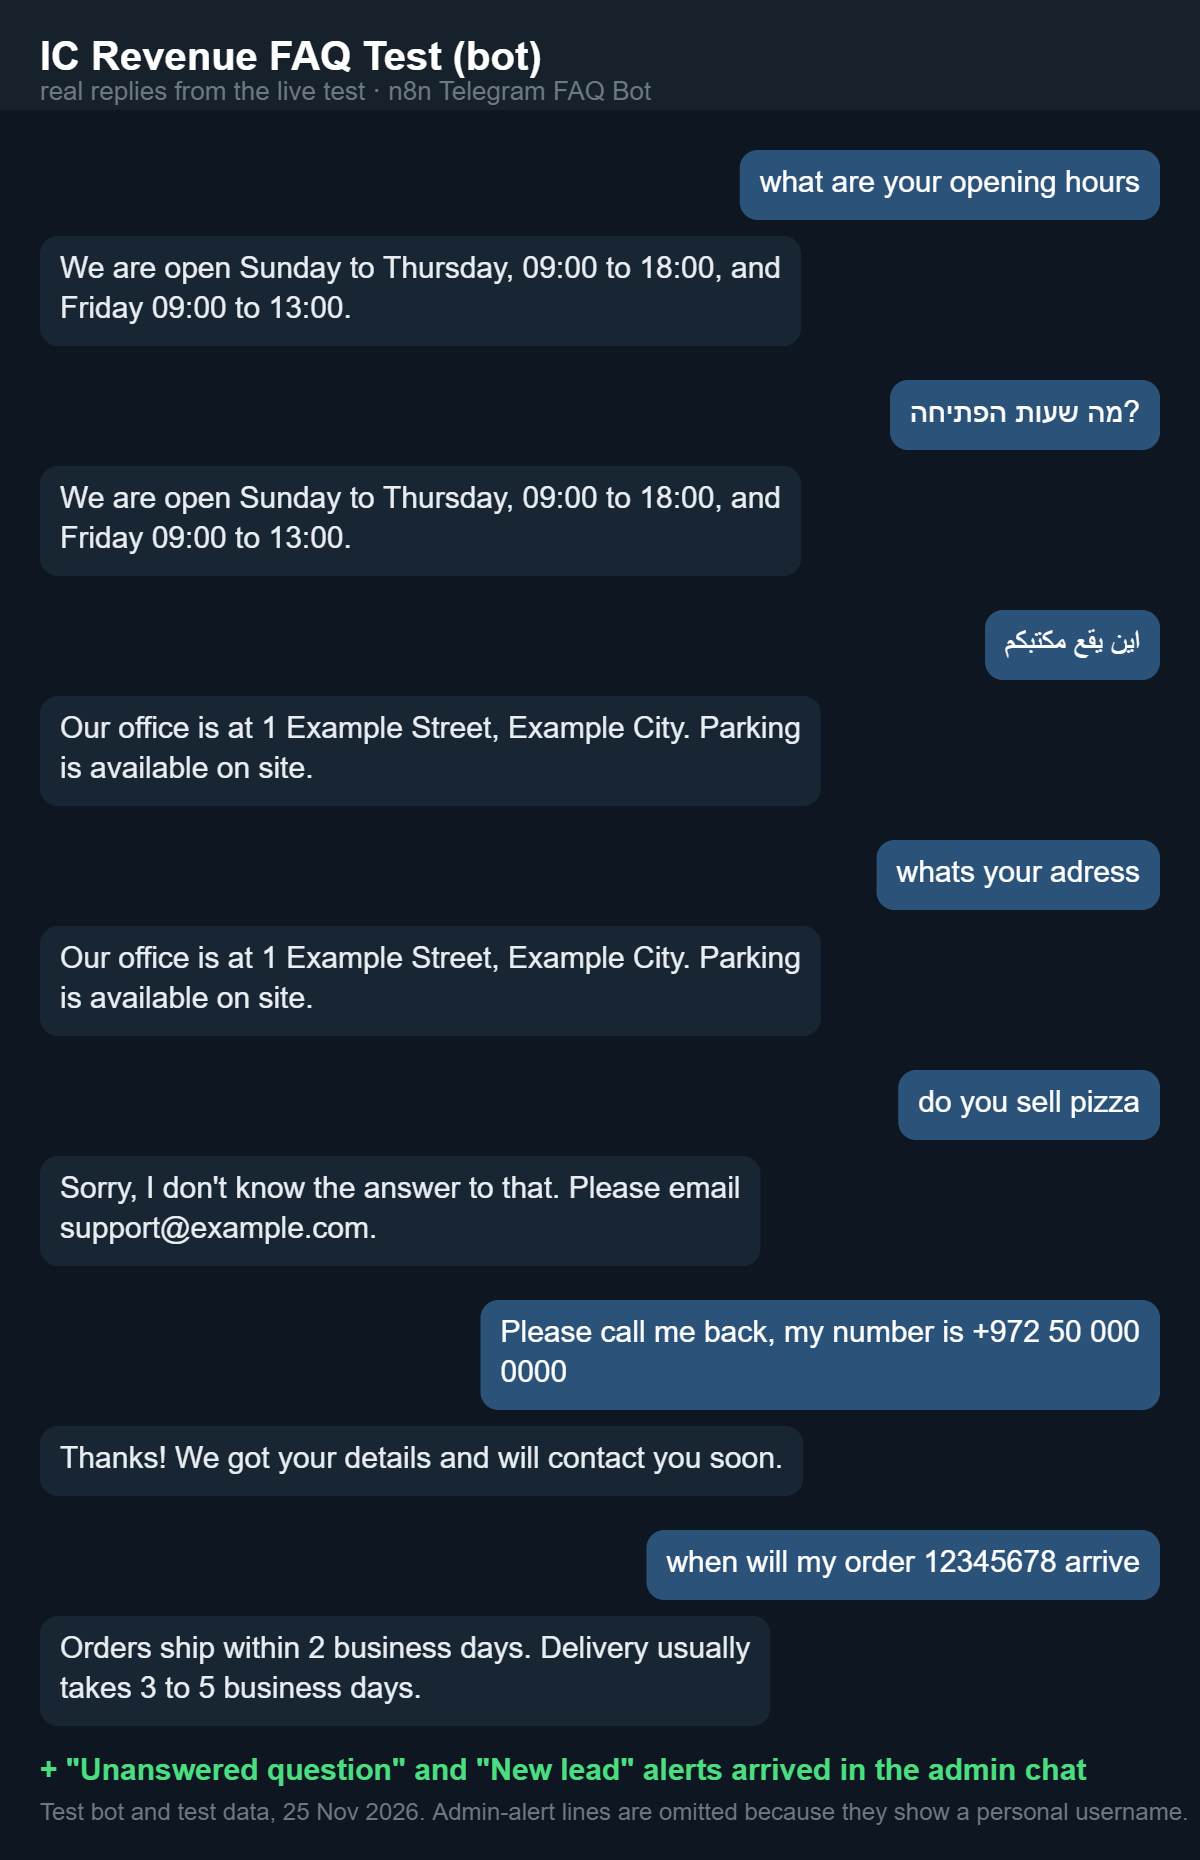 IC Revenue FAQ Test (bot)
real replies from the live test · n8n Telegram FAQ Bot
what are your opening hours
We are open Sunday to Thursday, 09:00 to 18:00, and
Friday 09:00 to 13:00.
מה שעות הפתיחה?
We are open Sunday to Thursday, 09:00 to 18:00, and
Friday 09:00 to 13:00.
اين يقع مكتبكم
Our office is at 1 Example Street, Example City. Parking
is available on site.
whats your adress
Our office is at 1 Example Street, Example City. Parking
is available on site.
do you sell pizza
Sorry, I don't know the answer to that. Please email
support@example.com.
Please call me back, my number is +972 50 000
0000
Thanks! We got your details and will contact you soon.
when will my order 12345678 arrive
Orders ship within 2 business days. Delivery usually
takes 3 to 5 business days.
+ "Unanswered question" and "New lead" alerts arrived in the admin chat
Test bot and test data, 25 Nov 2026. Admin-alert lines are omitted because they show a personal username.